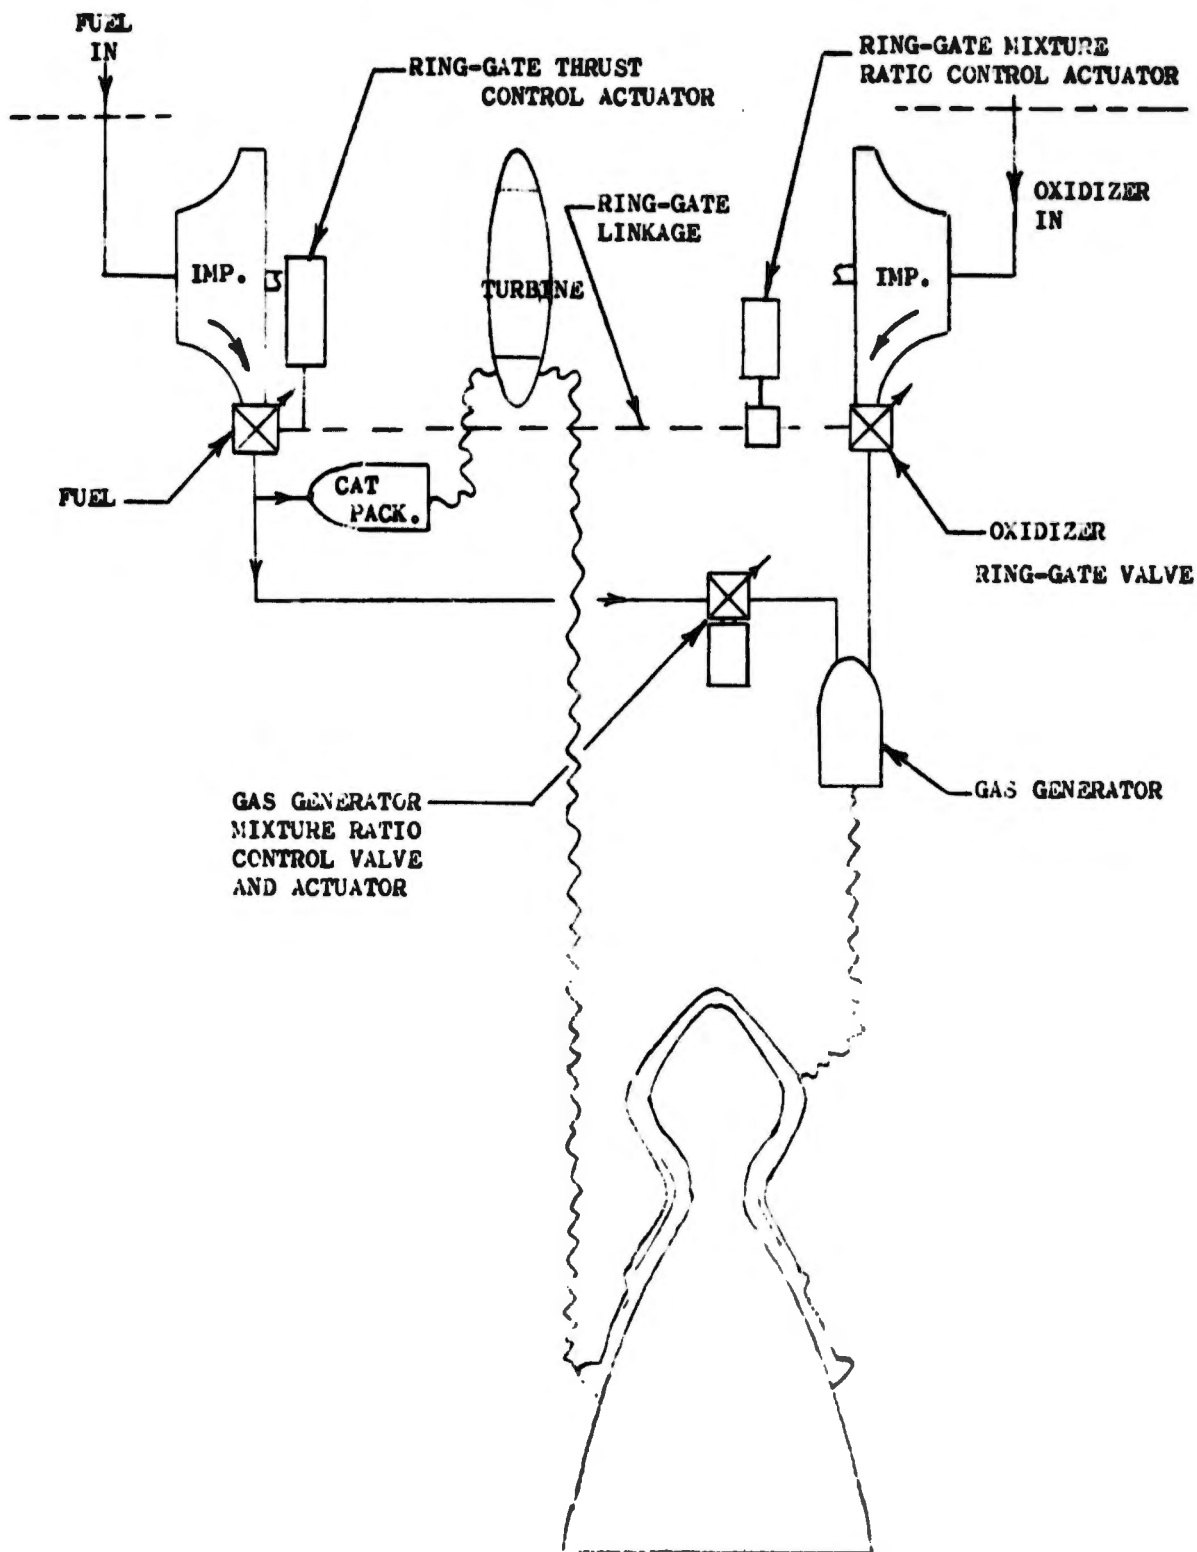 FUEL
IN
RING-GATE THRUST
CONTROL ACTUATOR
RING-GATE MIXTURE
RATIO CONTROL ACTUATOR
OXIDIZER
IN
RING-GATE
LINKAGE
IMP.
TURBINE
IMP.
CAT
PACK.
FUEL
OXIDIZER
RING-GATE VALVE
GAS GENERATOR
MIXTURE RATIO
CONTROL VALVE
AND ACTUATOR
GAS GENERATOR